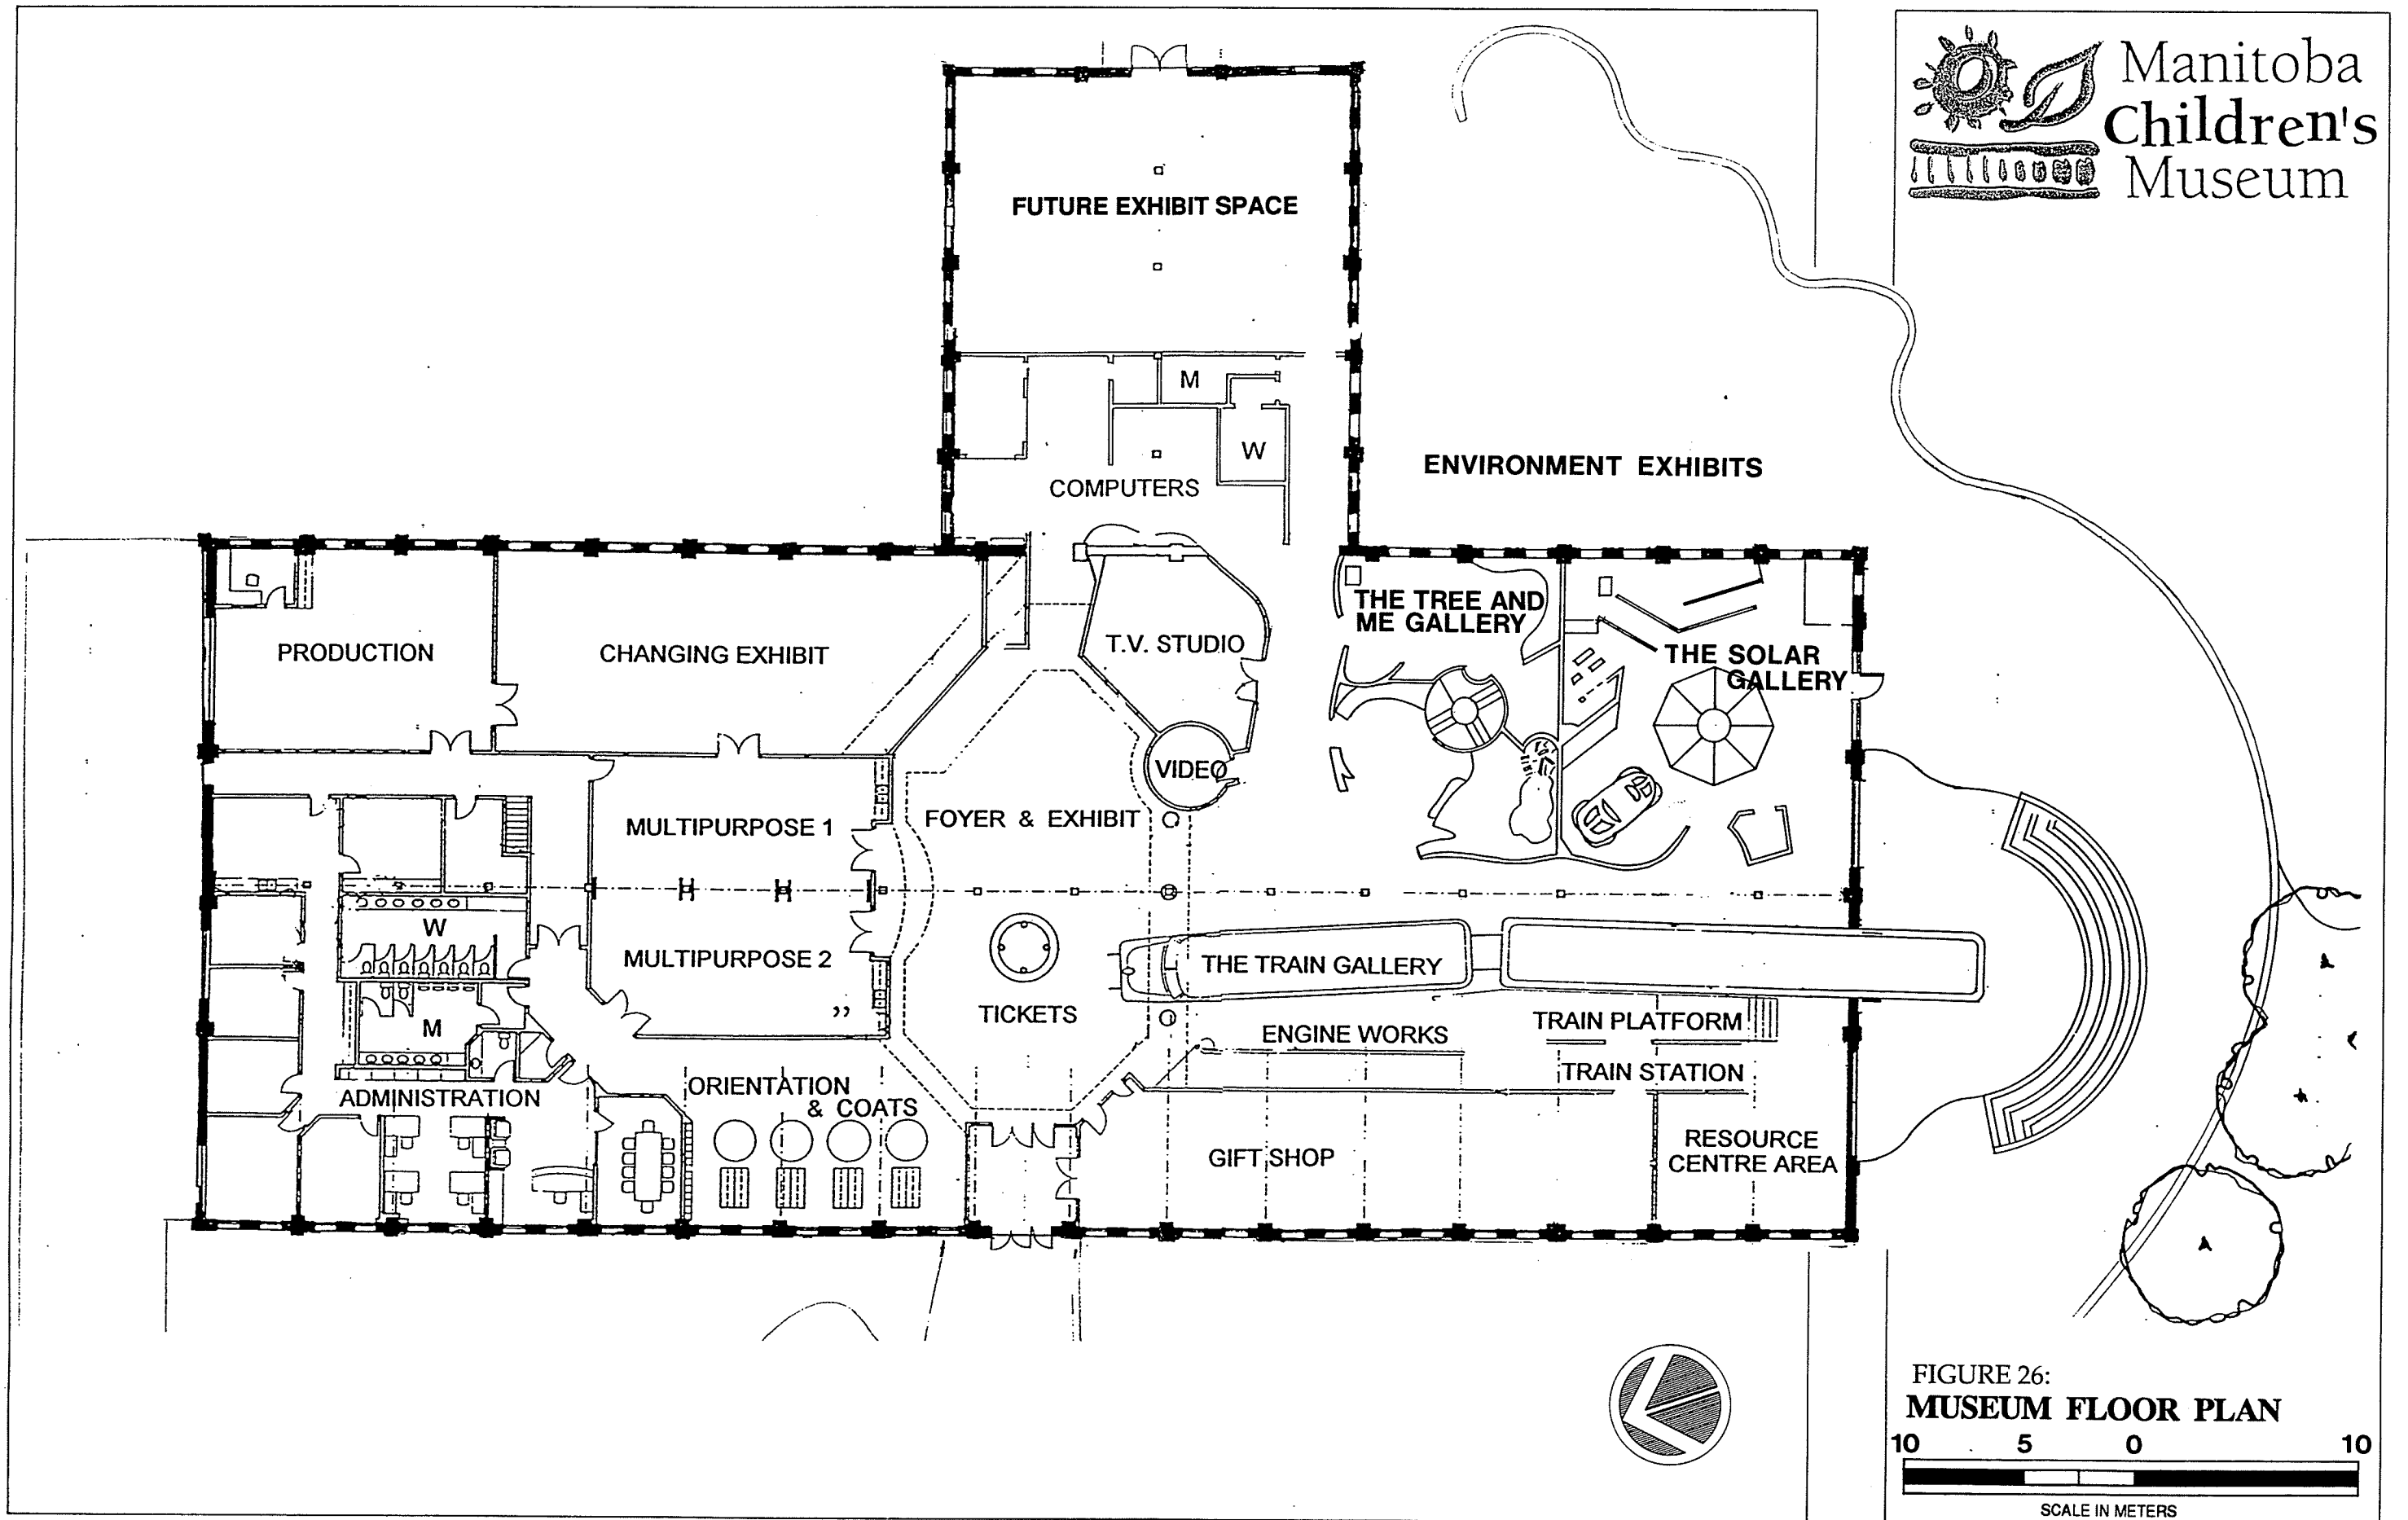 Manitoba
Children's
Museum
FUTURE EXHIBIT SPACE
M
W
COMPUTERS
ENVIRONMENT EXHIBITS
PRODUCTION
CHANGING EXHIBIT
T.V. STUDIO
THE TREE AND
ME GALLERY
THE SOLAR
GALLERY
VIDEO
MULTIPURPOSE 1
FOYER & EXHIBIT
W
MULTIPURPOSE 2
THE TRAIN GALLERY
TICKETS
M
ENGINE WORKS
TRAIN PLATFORM
TRAIN STATION
ADMINISTRATION
ORIENTATION
& COATS
GIFT SHOP
RESOURCE
CENTRE AREA
FIGURE 26:
MUSEUM FLOOR PLAN
10 5 0 10
SCALE IN METERS